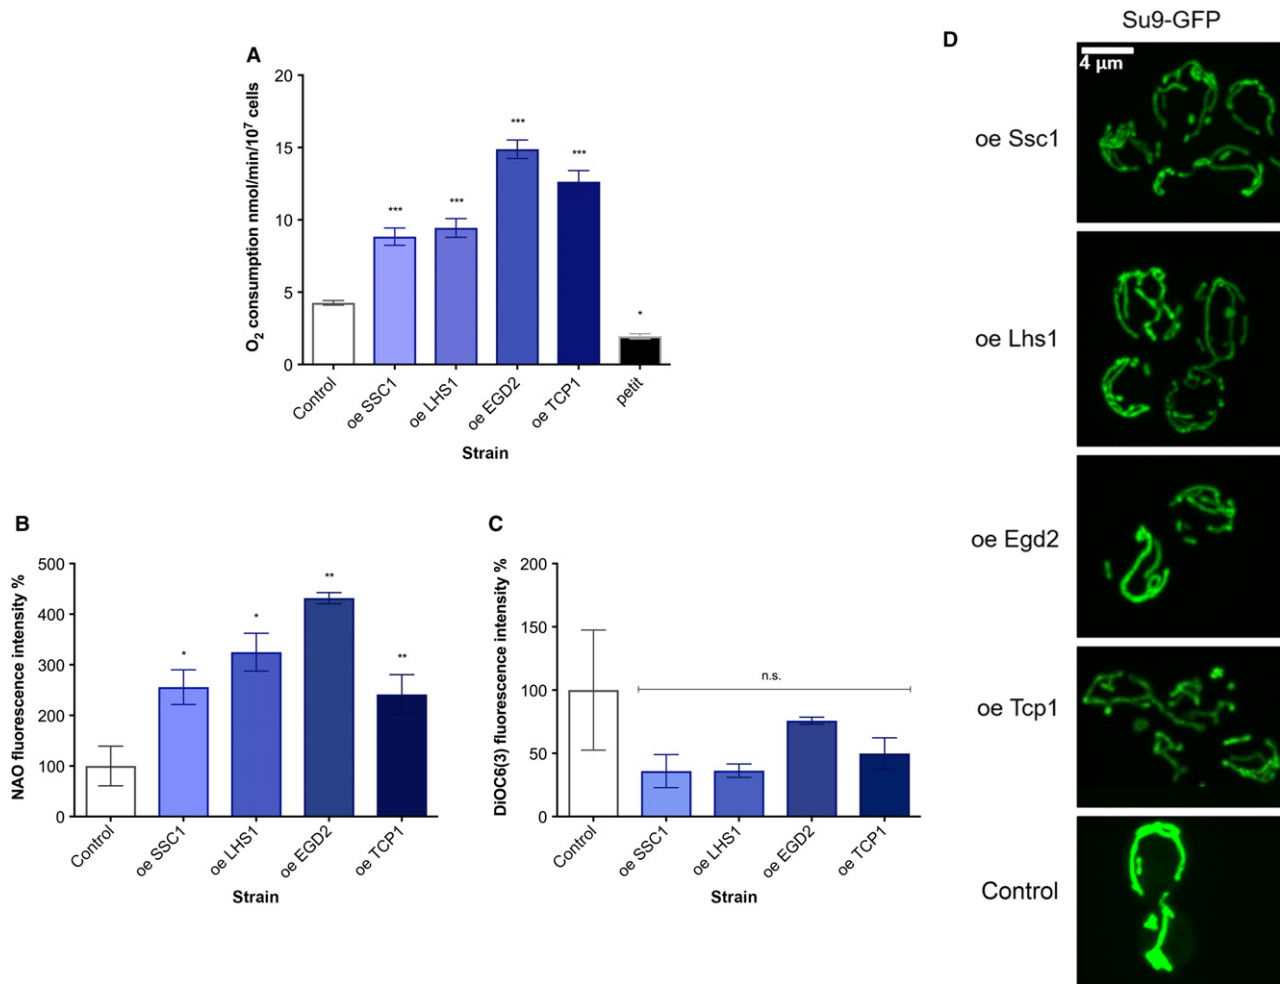 A
O2 consumption nmol/min/10^7 cells
20
15
10
5
0
***
***
***
***
*
Control
oe SSC1
oe LHS1
oe EGD2
oe TCP1
petit
Strain
B
NAO fluorescence intensity %
500
400
300
200
100
0
*
*
**
**
Control
oe SSC1
oe LHS1
oe EGD2
oe TCP1
Strain
C
DiOC6(3) fluorescence intensity %
200
150
100
50
0
n.s.
Control
oe SSC1
oe LHS1
oe EGD2
oe TCP1
Strain
D
Su9-GFP
4 μm
oe Ssc1
oe Lhs1
oe Egd2
oe Tcp1
Control